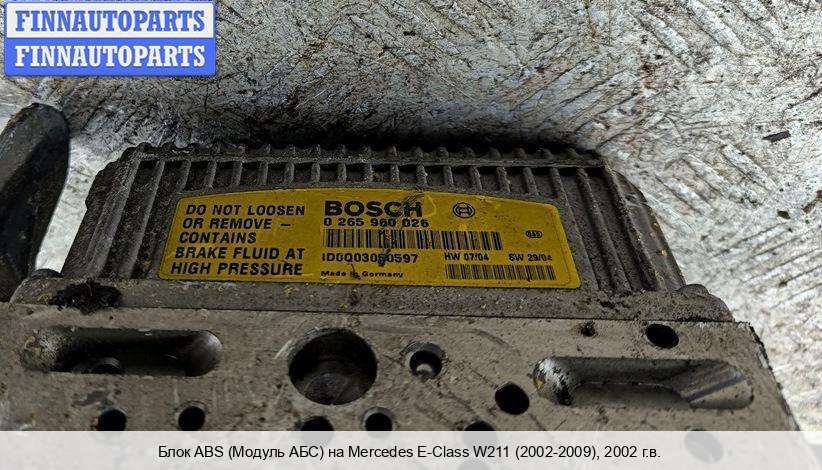 FINNAUTOPARTS
FINNAUTOPARTS
DO NOT LOOSEN
OR REMOVE –
CONTAINS
BRAKE FLUID AT
HIGH PRESSURE
BOSCH
0 265 960 026
Made in Germany
HW 07/04 SW 29/04
Блок ABS (Модуль АБС) на Mercedes E-Class W211 (2002-2009), 2002 г.в.